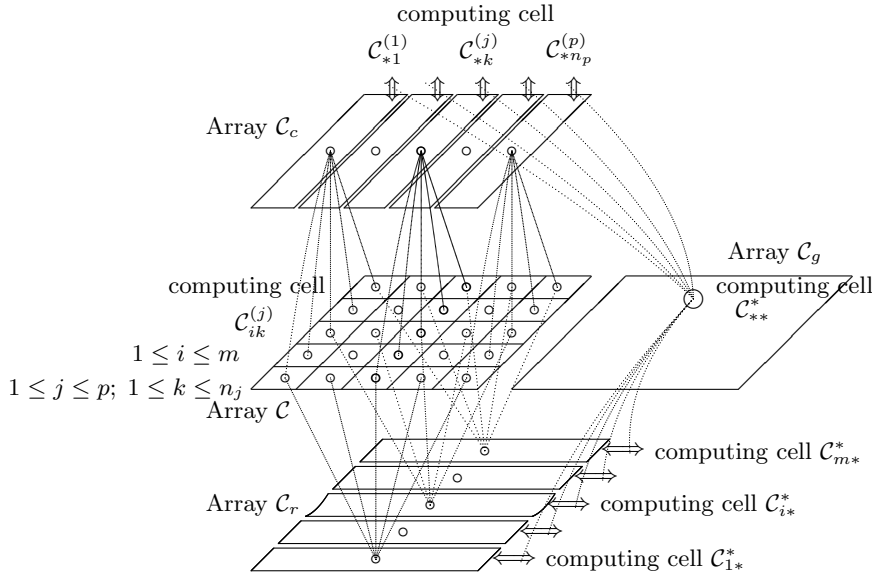 computing cell
$\mathcal{C}_{*1}^{(1)}$ $\mathcal{C}_{*k}^{(j)}$ $\mathcal{C}_{*n_p}^{(p)}$
Array $\mathcal{C}_c$
Array $\mathcal{C}_g$
computing cell
computing cell
$\mathcal{C}_{**}^{*}$
$\mathcal{C}_{ik}^{(j)}$
$1 \leq i \leq m$
$1 \leq j \leq p;\ 1 \leq k \leq n_j$
Array $\mathcal{C}$
computing cell $\mathcal{C}_{m*}^{*}$
Array $\mathcal{C}_r$
computing cell $\mathcal{C}_{i*}^{*}$
computing cell $\mathcal{C}_{1*}^{*}$